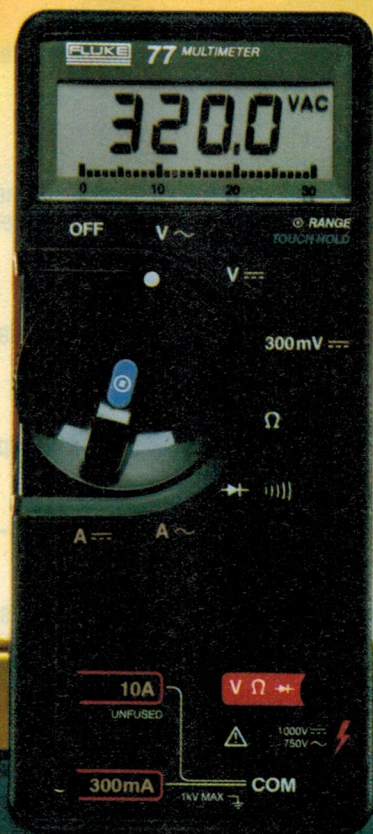 FLUKE 77 MULTIMETER
320.0 VAC
0 10 20 30
OFF V~ RANGE
TOUCH-HOLD
V⎓
300mV⎓
Ω
A⎓ A~
10A V Ω
UNFUSED
1000V⎓
750V~
300mA COM
1kV MAX